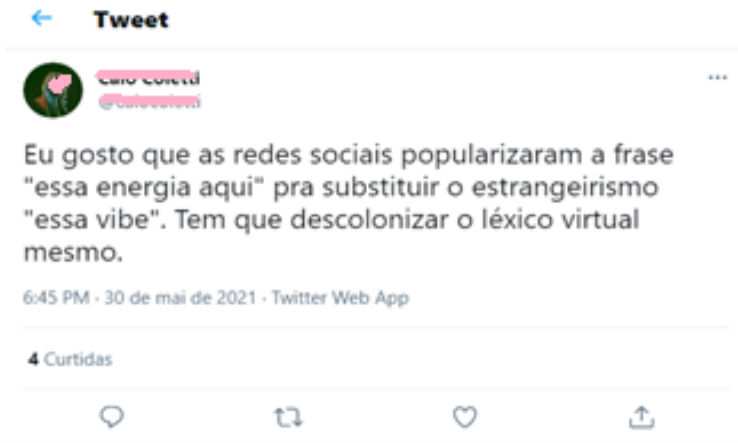 Tweet
Eu gosto que as redes sociais popularizaram a frase
"essa energia aqui" pra substituir o estrangeirismo
"essa vibe". Tem que descolonizar o léxico virtual
mesmo.
6:45 PM · 30 de mai de 2021 · Twitter Web App
4 Curtidas